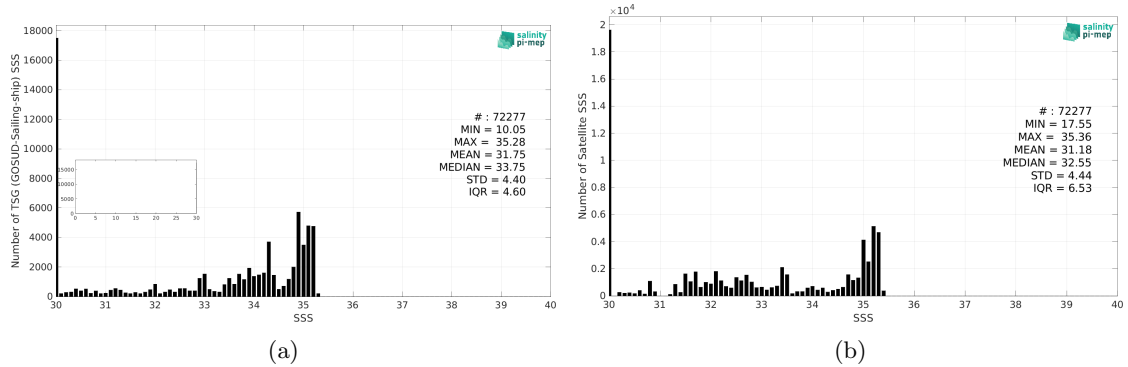 18000
16000
14000
12000
10000
8000
6000
4000
2000
0
Number of TSG (GOSUD-Sailing-ship) SSS
salinity
pi-mep
# : 72277
MIN = 10.05
MAX = 35.28
MEAN = 31.75
MEDIAN = 33.75
STD = 4.40
IQR = 4.60
15000
10000
5000
0
0 5 10 15 20 25 30
30 31 32 33 34 35 36 37 38 39 40
SSS
(a)
×10⁴
2
1.8
1.6
1.4
1.2
1
0.8
0.6
0.4
0.2
0
Number of Satellite SSS
salinity
pi-mep
# : 72277
MIN = 17.55
MAX = 35.36
MEAN = 31.18
MEDIAN = 32.55
STD = 4.44
IQR = 6.53
30 31 32 33 34 35 36 37 38 39 40
SSS
(b)